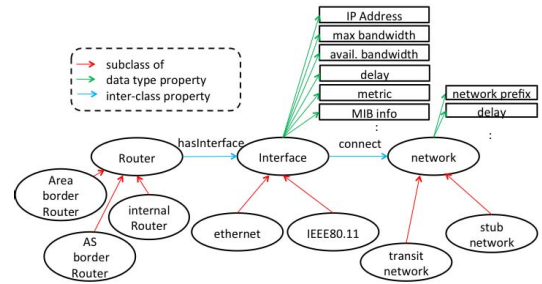 IP Address
max bandwidth
avail. bandwidth
delay
metric
MIB info
:
subclass of
data type property
inter-class property
network prefix
delay
:
hasInterface
connect
Router
Interface
network
Area
border
Router
internal
Router
AS
border
Router
ethernet
IEEE80.11
transit
network
stub
network